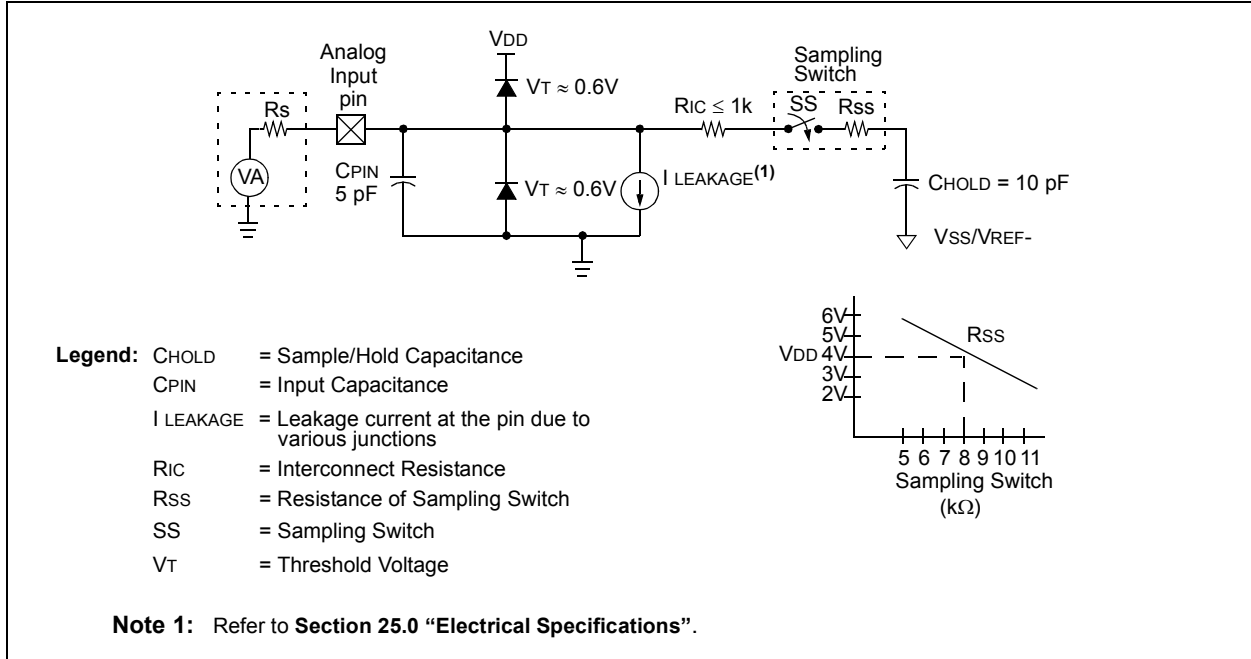 VDD
Analog
Input
pin
Sampling
Switch
VT ≈ 0.6V
Rs
RIC ≤ 1k
SS
Rss
VA
CPIN
5 pF
VT ≈ 0.6V
I LEAKAGE(1)
CHOLD = 10 pF
VSS/VREF-
6V
5V
VDD 4V
3V
2V
RSS
5 6 7 8 9 10 11
Sampling Switch
(kΩ)
Legend: CHOLD = Sample/Hold Capacitance
CPIN = Input Capacitance
I LEAKAGE = Leakage current at the pin due to
various junctions
RIC = Interconnect Resistance
RSS = Resistance of Sampling Switch
SS = Sampling Switch
VT = Threshold Voltage
Note 1: Refer to Section 25.0 “Electrical Specifications”.